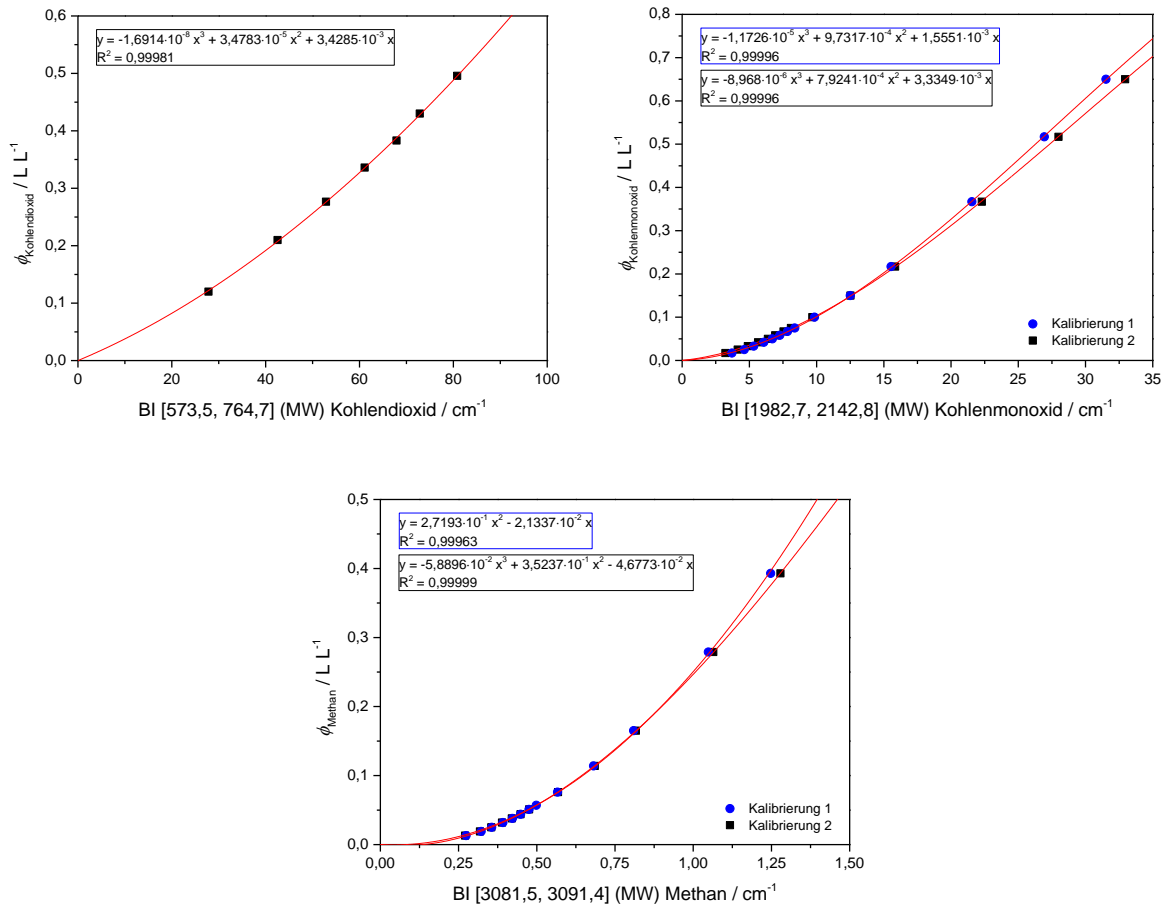 0,6
0,5
0,4
0,3
0,2
0,1
0,0
ϕKohlendioxid / L L⁻¹
y = -1,6914·10⁻⁸ x³ + 3,4783·10⁻⁵ x² + 3,4285·10⁻³ x
R² = 0,99981
0 20 40 60 80 100
BI [573,5, 764,7] (MW) Kohlendioxid / cm⁻¹
0,8
0,7
0,6
0,5
0,4
0,3
0,2
0,1
0,0
ϕKohlenmonoxid / L L⁻¹
y = -1,1726·10⁻⁵ x³ + 9,7317·10⁻⁴ x² + 1,5551·10⁻³ x
R² = 0,99996
y = -8,968·10⁻⁶ x³ + 7,9241·10⁻⁴ x² + 3,3349·10⁻³ x
R² = 0,99996
Kalibrierung 1
Kalibrierung 2
0 5 10 15 20 25 30 35
BI [1982,7, 2142,8] (MW) Kohlenmonoxid / cm⁻¹
0,5
0,4
0,3
0,2
0,1
0,0
ϕMethan / L L⁻¹
y = 2,7193·10⁻¹ x² - 2,1337·10⁻² x
R² = 0,99963
y = -5,8896·10⁻² x³ + 3,5237·10⁻¹ x² - 4,6773·10⁻² x
R² = 0,99999
Kalibrierung 1
Kalibrierung 2
0,00 0,25 0,50 0,75 1,00 1,25 1,50
BI [3081,5, 3091,4] (MW) Methan / cm⁻¹